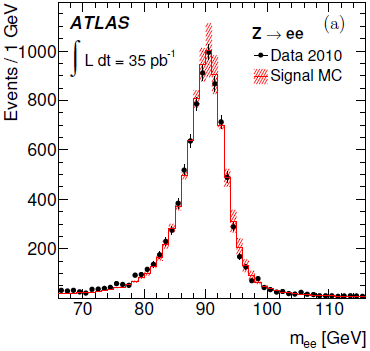 ATLAS
(a)
∫ L dt = 35 pb⁻¹
Z → ee
Data 2010
Signal MC
Events / 1 GeV
1000
800
600
400
200
70 80 90 100 110
mₑₑ [GeV]